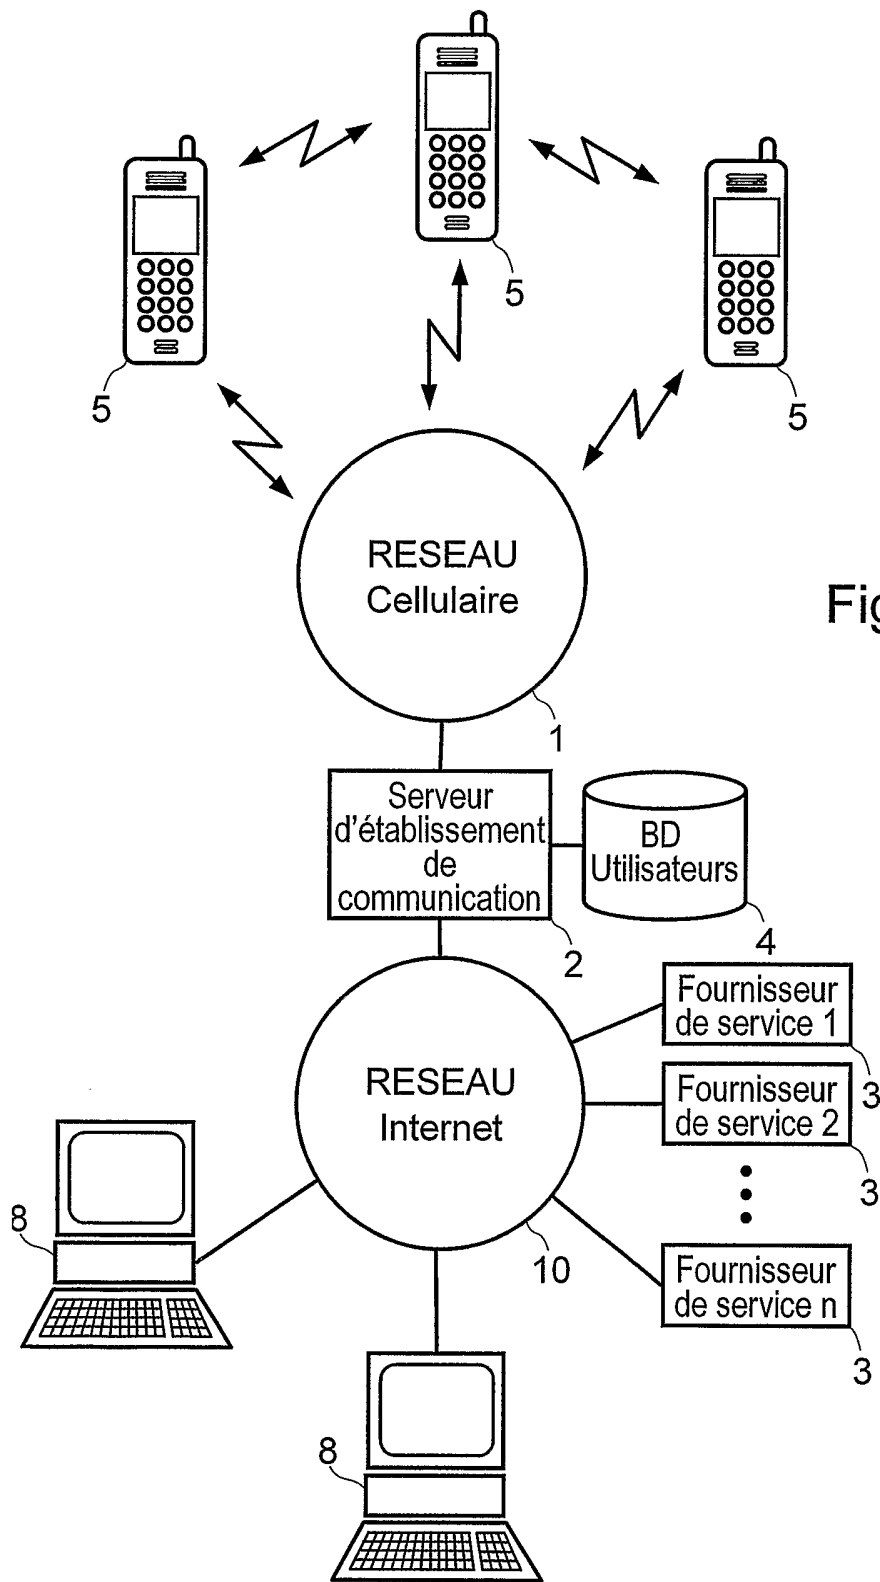 5
5
5
RESEAU
Cellulaire
Fig
1
Serveur
d'établissement
de
communication
BD
Utilisateurs
2
4
Fournisseur
de service 1
3
RESEAU
Internet
Fournisseur
de service 2
3
8
10
Fournisseur
de service n
3
8